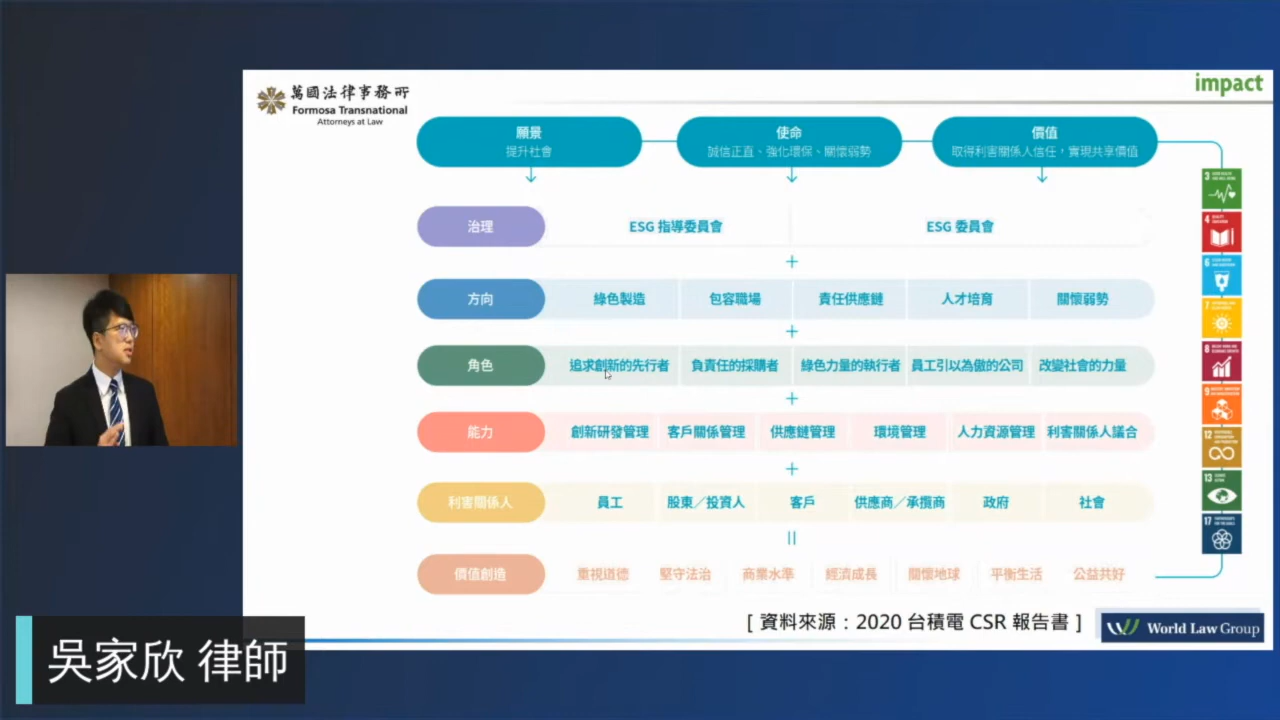 萬國法律事務所
Formosa Transnational
Attorneys at Law
impact
願景
提升社會
使命
誠信正直、強化環保、關懷弱勢
價值
取得利害關係人信任，實現共享價值
治理
ESG 指導委員會
ESG 委員會
+
方向
綠色製造
包容職場
責任供應鏈
人才培育
關懷弱勢
+
角色
追求創新的先行者
負責任的採購者
綠色力量的執行者
員工引以為傲的公司
改變社會的力量
+
能力
創新研發管理
客戶關係管理
供應鏈管理
環境管理
人力資源管理
利害關係人議合
+
利害關係人
員工
股東／投資人
客戶
供應商／承攬商
政府
社會
價值創造
重視道德
堅守法治
商業水準
經濟成長
關懷地球
平衡生活
公益共好
3
4
6
7
8
9
12
13
17
[ 資料來源：2020 台積電 CSR 報告書 ]
World Law Group
吳家欣 律師